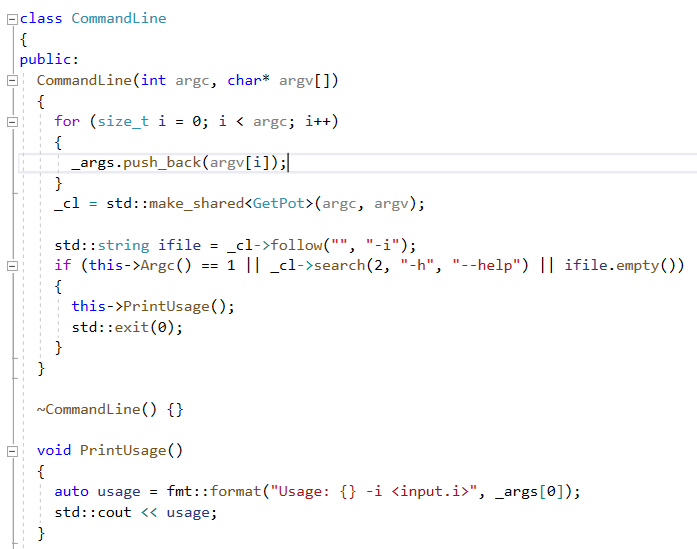 class CommandLine
{
public:
CommandLine(int argc, char* argv[])
{
for (size_t i = 0; i < argc; i++)
{
_args.push_back(argv[i]);
}
_cl = std::make_shared<GetPot>(argc, argv);
std::string ifile = _cl->follow("", "-i");
if (this->Argc() == 1 || _cl->search(2, "-h", "--help") || ifile.empty())
{
this->PrintUsage();
std::exit(0);
}
}
~CommandLine() {}
void PrintUsage()
{
auto usage = fmt::format("Usage: {} -i <input.i>", _args[0]);
std::cout << usage;
}